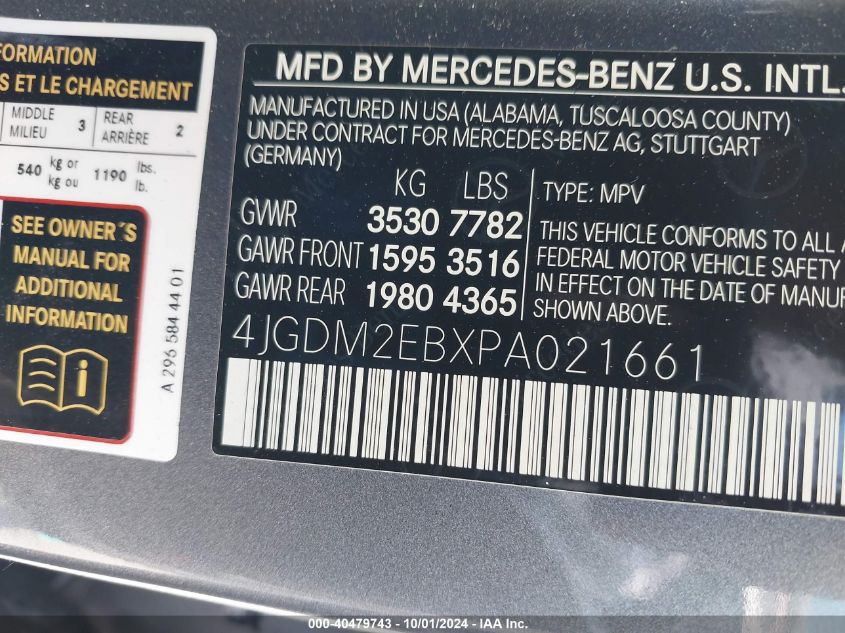 FORMATION
S ET LE CHARGEMENT
MIDDLE MILIEU 3 REAR ARRIÈRE 2
540 kg or kg ou 1190 lbs. lb.
SEE OWNER´S
MANUAL FOR
ADDITIONAL
INFORMATION
A 296 584 44 01
MFD BY MERCEDES-BENZ U.S. INTL.
MANUFACTURED IN USA (ALABAMA, TUSCALOOSA COUNTY)
UNDER CONTRACT FOR MERCEDES-BENZ AG, STUTTGART
(GERMANY)
KG LBS
GVWR 3530 7782
GAWR FRONT 1595 3516
GAWR REAR 1980 4365
TYPE: MPV
THIS VEHICLE CONFORMS TO ALL A
FEDERAL MOTOR VEHICLE SAFETY
IN EFFECT ON THE DATE OF MANUF
SHOWN ABOVE.
4JGDM2EBXPA021661
000-40479743 - 10/01/2024 - XPA Inc.